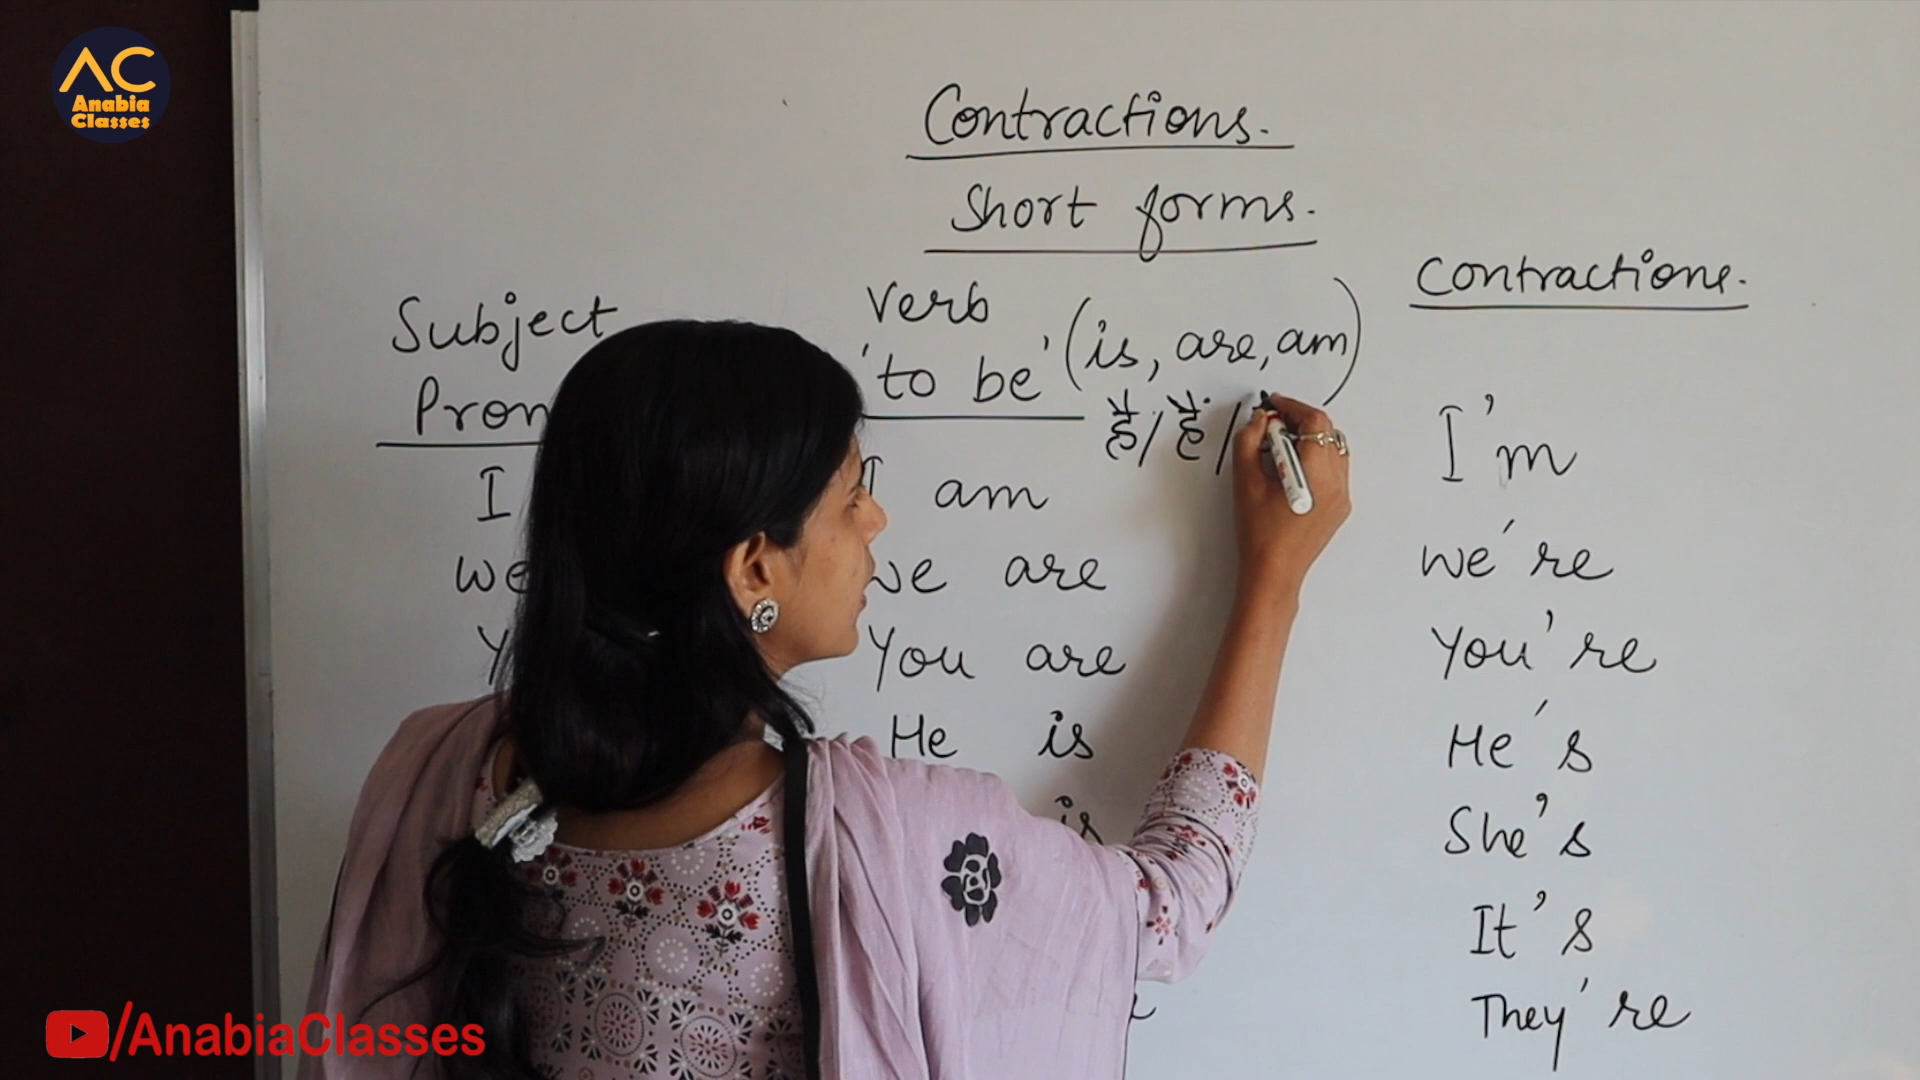 AC
Anabia
Classes
Contractions.
Short forms.
Subject
Verb
'to be' (is, are, am)
Contractions.
है/हैं/
I am I'm
we we are we're
You are You're
He is He's
is She's
It's
They're
/AnabiaClasses